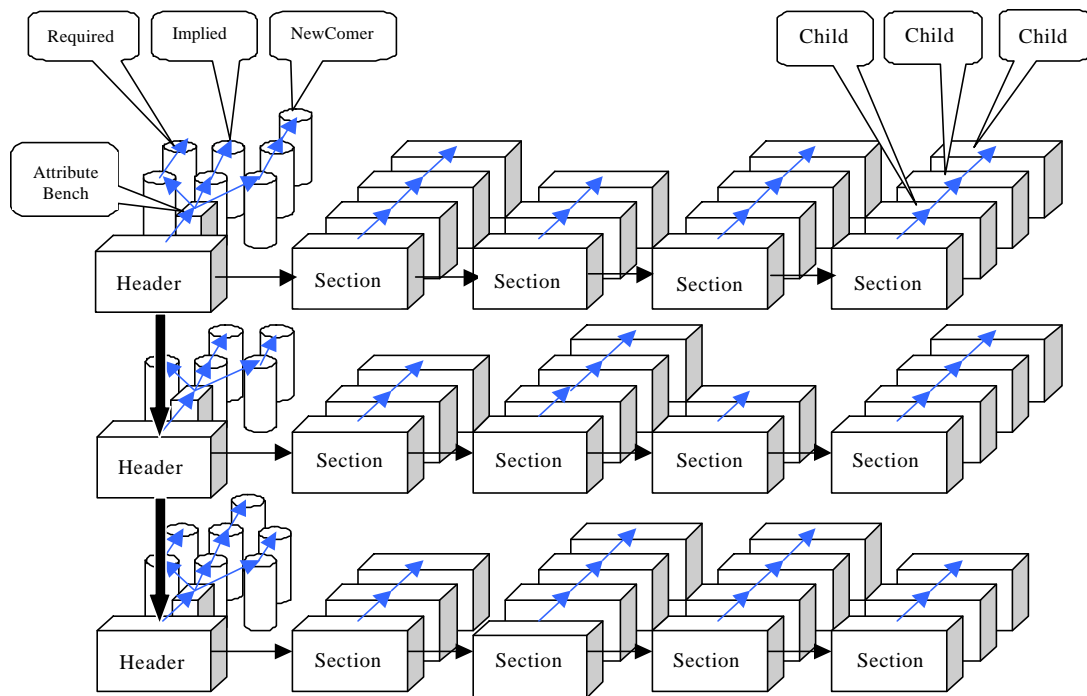 Required
Implied
NewComer
Child
Child
Child
Attribute
Bench
Header
Section
Section
Section
Section
Header
Section
Section
Section
Section
Header
Section
Section
Section
Section